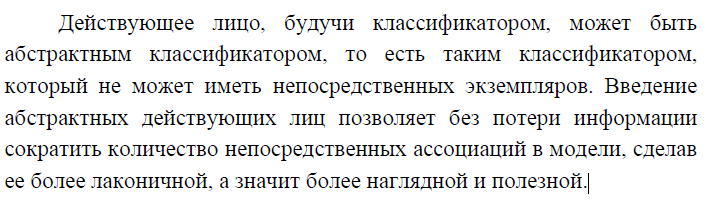 Действующее лицо, будучи классификатором, может быть
абстрактным классификатором, то есть таким классификатором,
который не может иметь непосредственных экземпляров. Введение
абстрактных действующих лиц позволяет без потери информации
сократить количество непосредственных ассоциаций в модели, сделав
ее более лаконичной, а значит более наглядной и полезной.